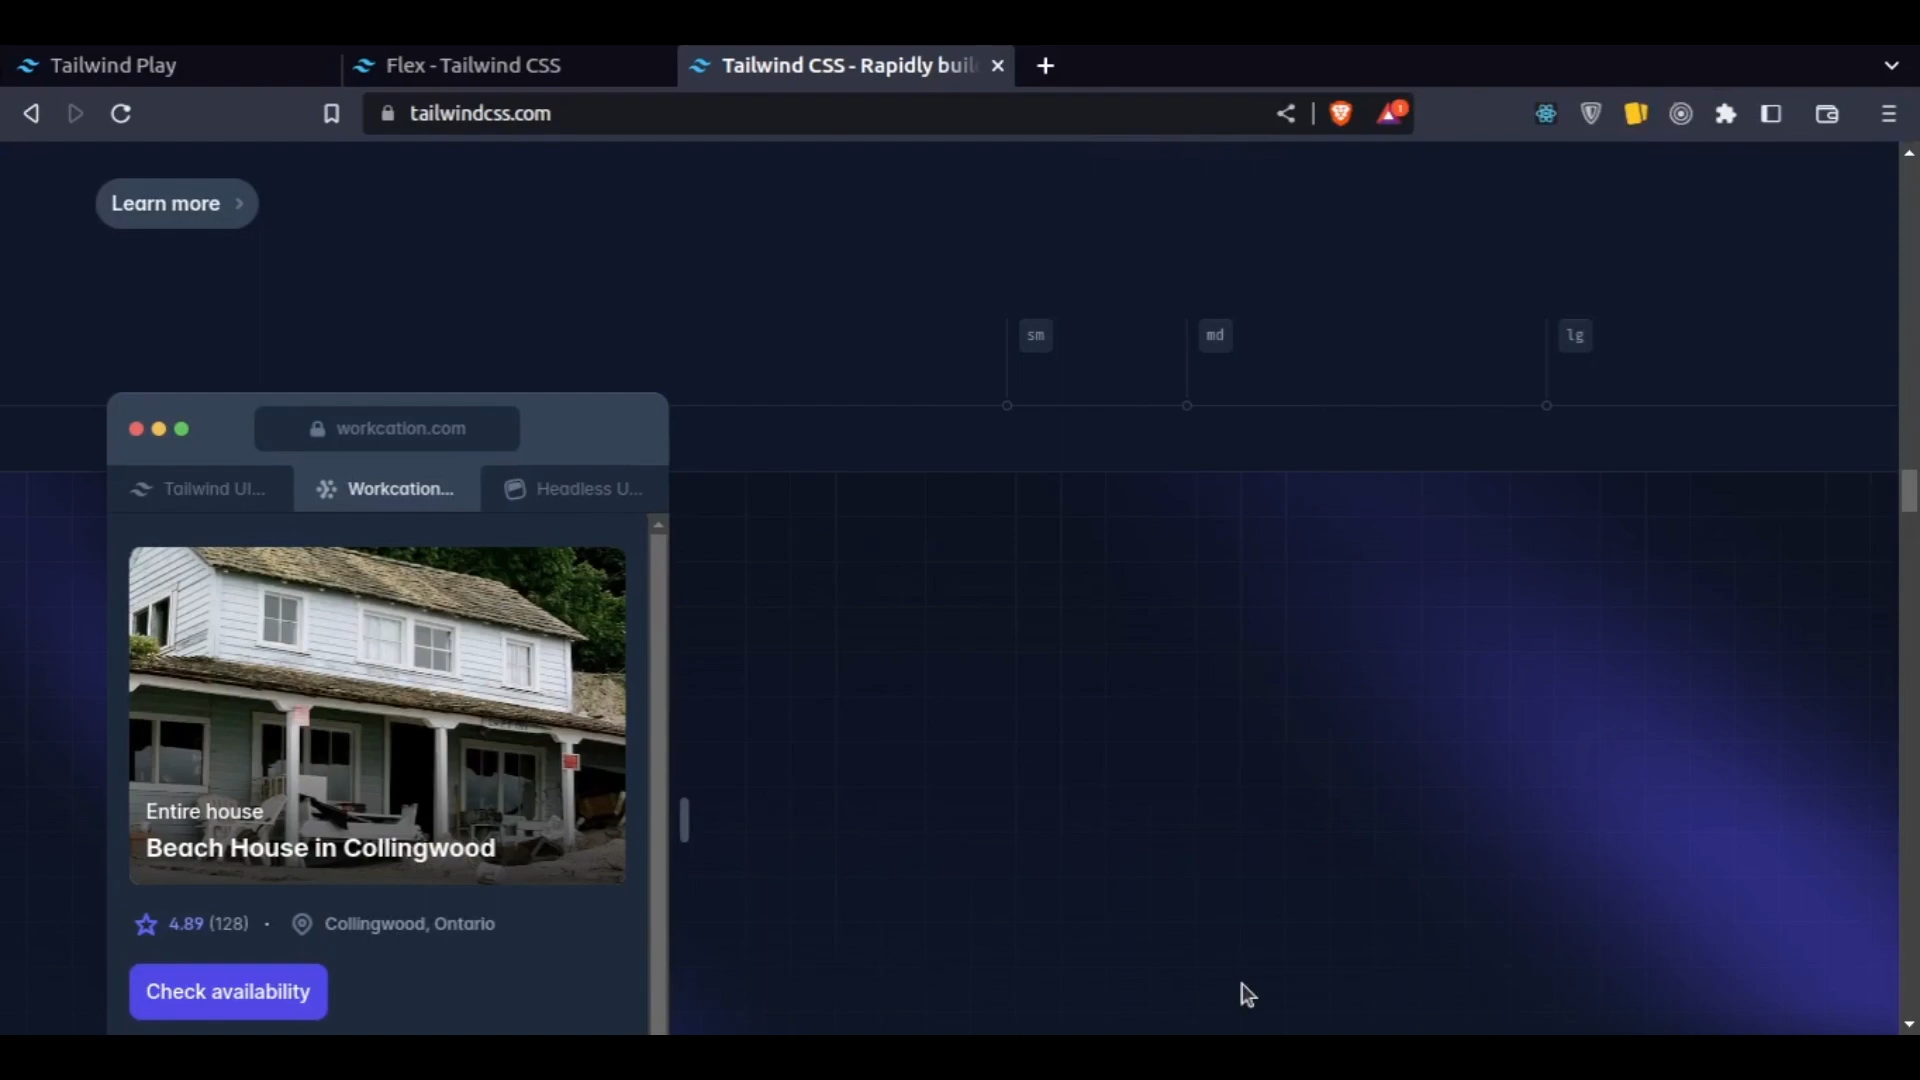 Tailwind Play
Flex - Tailwind CSS
Tailwind CSS - Rapidly buil
tailwindcss.com
1
Learn more
sm
md
lg
workcation.com
Tailwind UI...
Workcation...
Headless U...
Entire house
Beach House in Collingwood
4.89 (128) · Collingwood, Ontario
Check availability